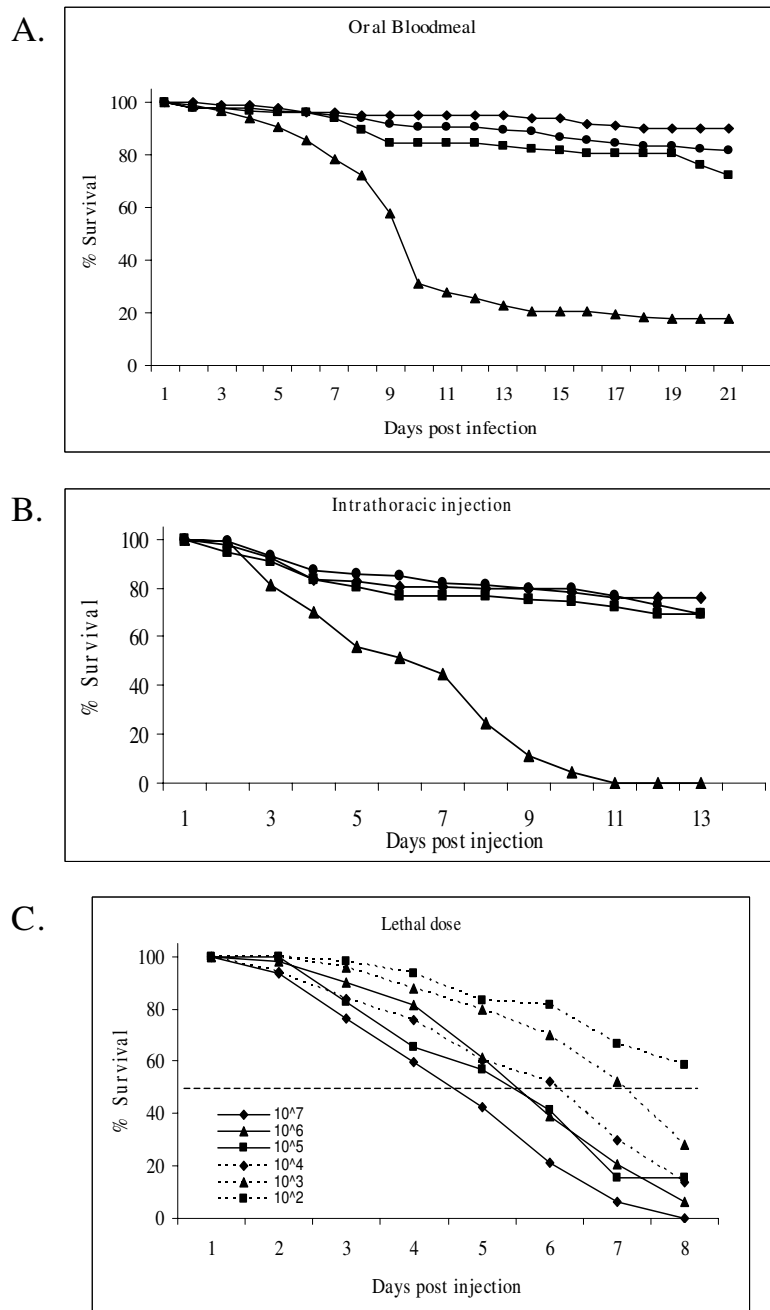 A.
Oral Bloodmeal
100
80
60
40
20
0
% Survival
1 3 5 7 9 11 13 15 17 19 21
Days post infection
B.
Intrathoracic injection
100
80
60
40
20
0
% Survival
1 3 5 7 9 11 13
Days post injection
C.
Lethal dose
100
80
60
40
20
0
% Survival
10^7
10^6
10^5
10^4
10^3
10^2
1 2 3 4 5 6 7 8
Days post injection